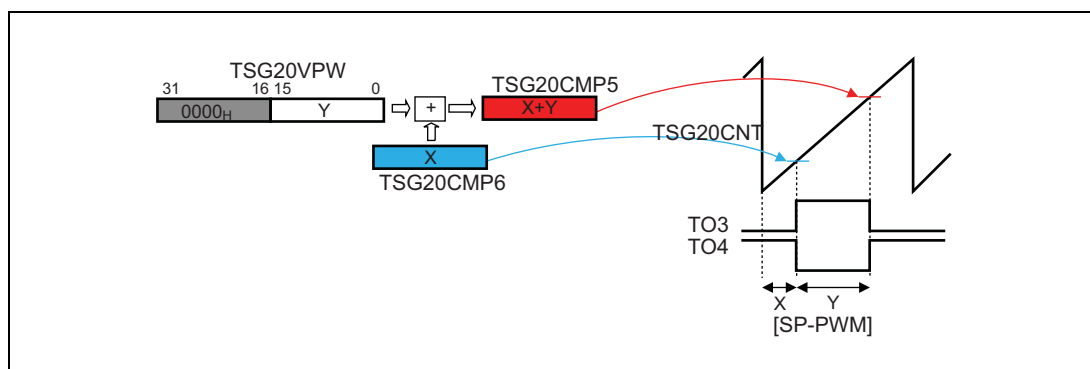 TSG20VPW
31 16 15 0
0000H Y
+
TSG20CMP5
X+Y
X
TSG20CMP6
TSG20CNT
TO3
TO4
X Y
[SP-PWM]